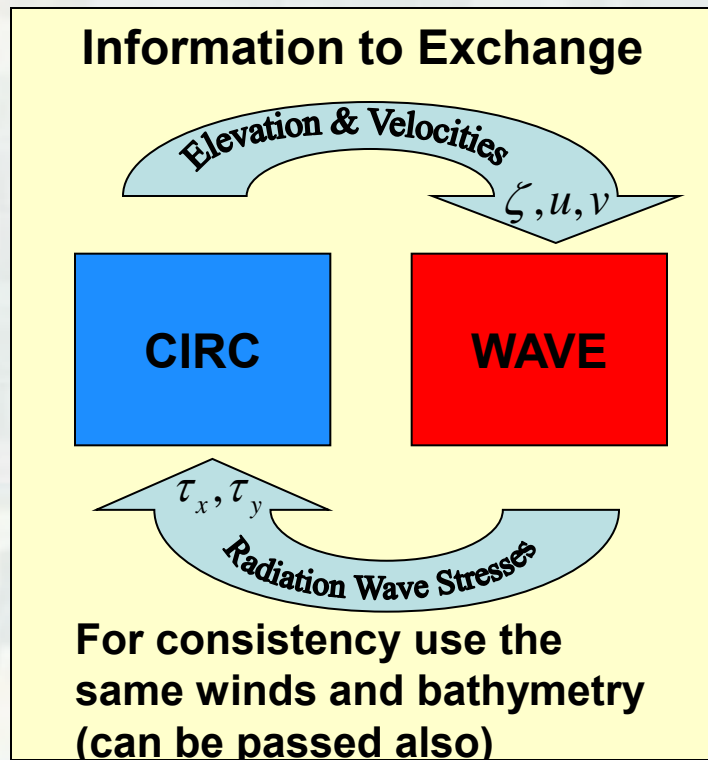 Information to Exchange
Elevation & Velocities
ζ,u,v
CIRC
WAVE
τx,τy
Radiation Wave Stresses
For consistency use the
same winds and bathymetry
(can be passed also)